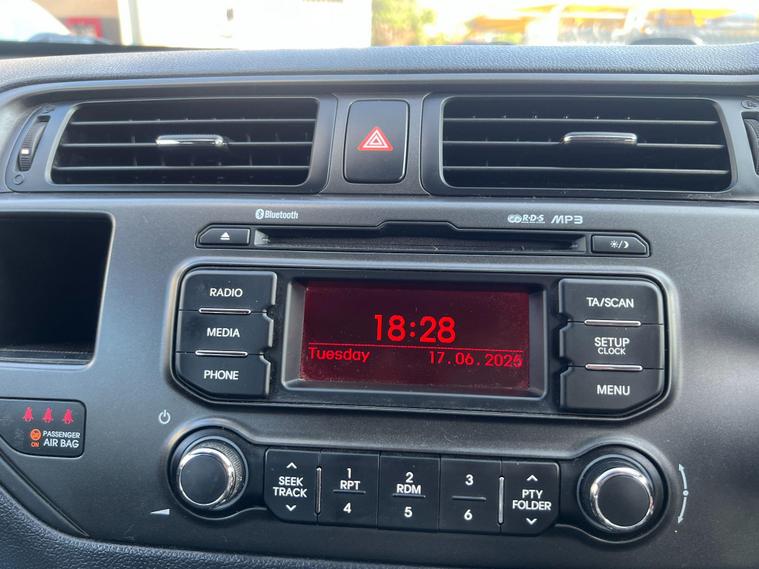 Bluetooth
R·D·S MP3
RADIO
MEDIA
PHONE
18:28
Tuesday 17.06.2025
TA/SCAN
SETUP
CLOCK
MENU
PASSENGER
ON AIR BAG
SEEK
TRACK
1
RPT
4
2
RDM
5
3
6
PTY
FOLDER